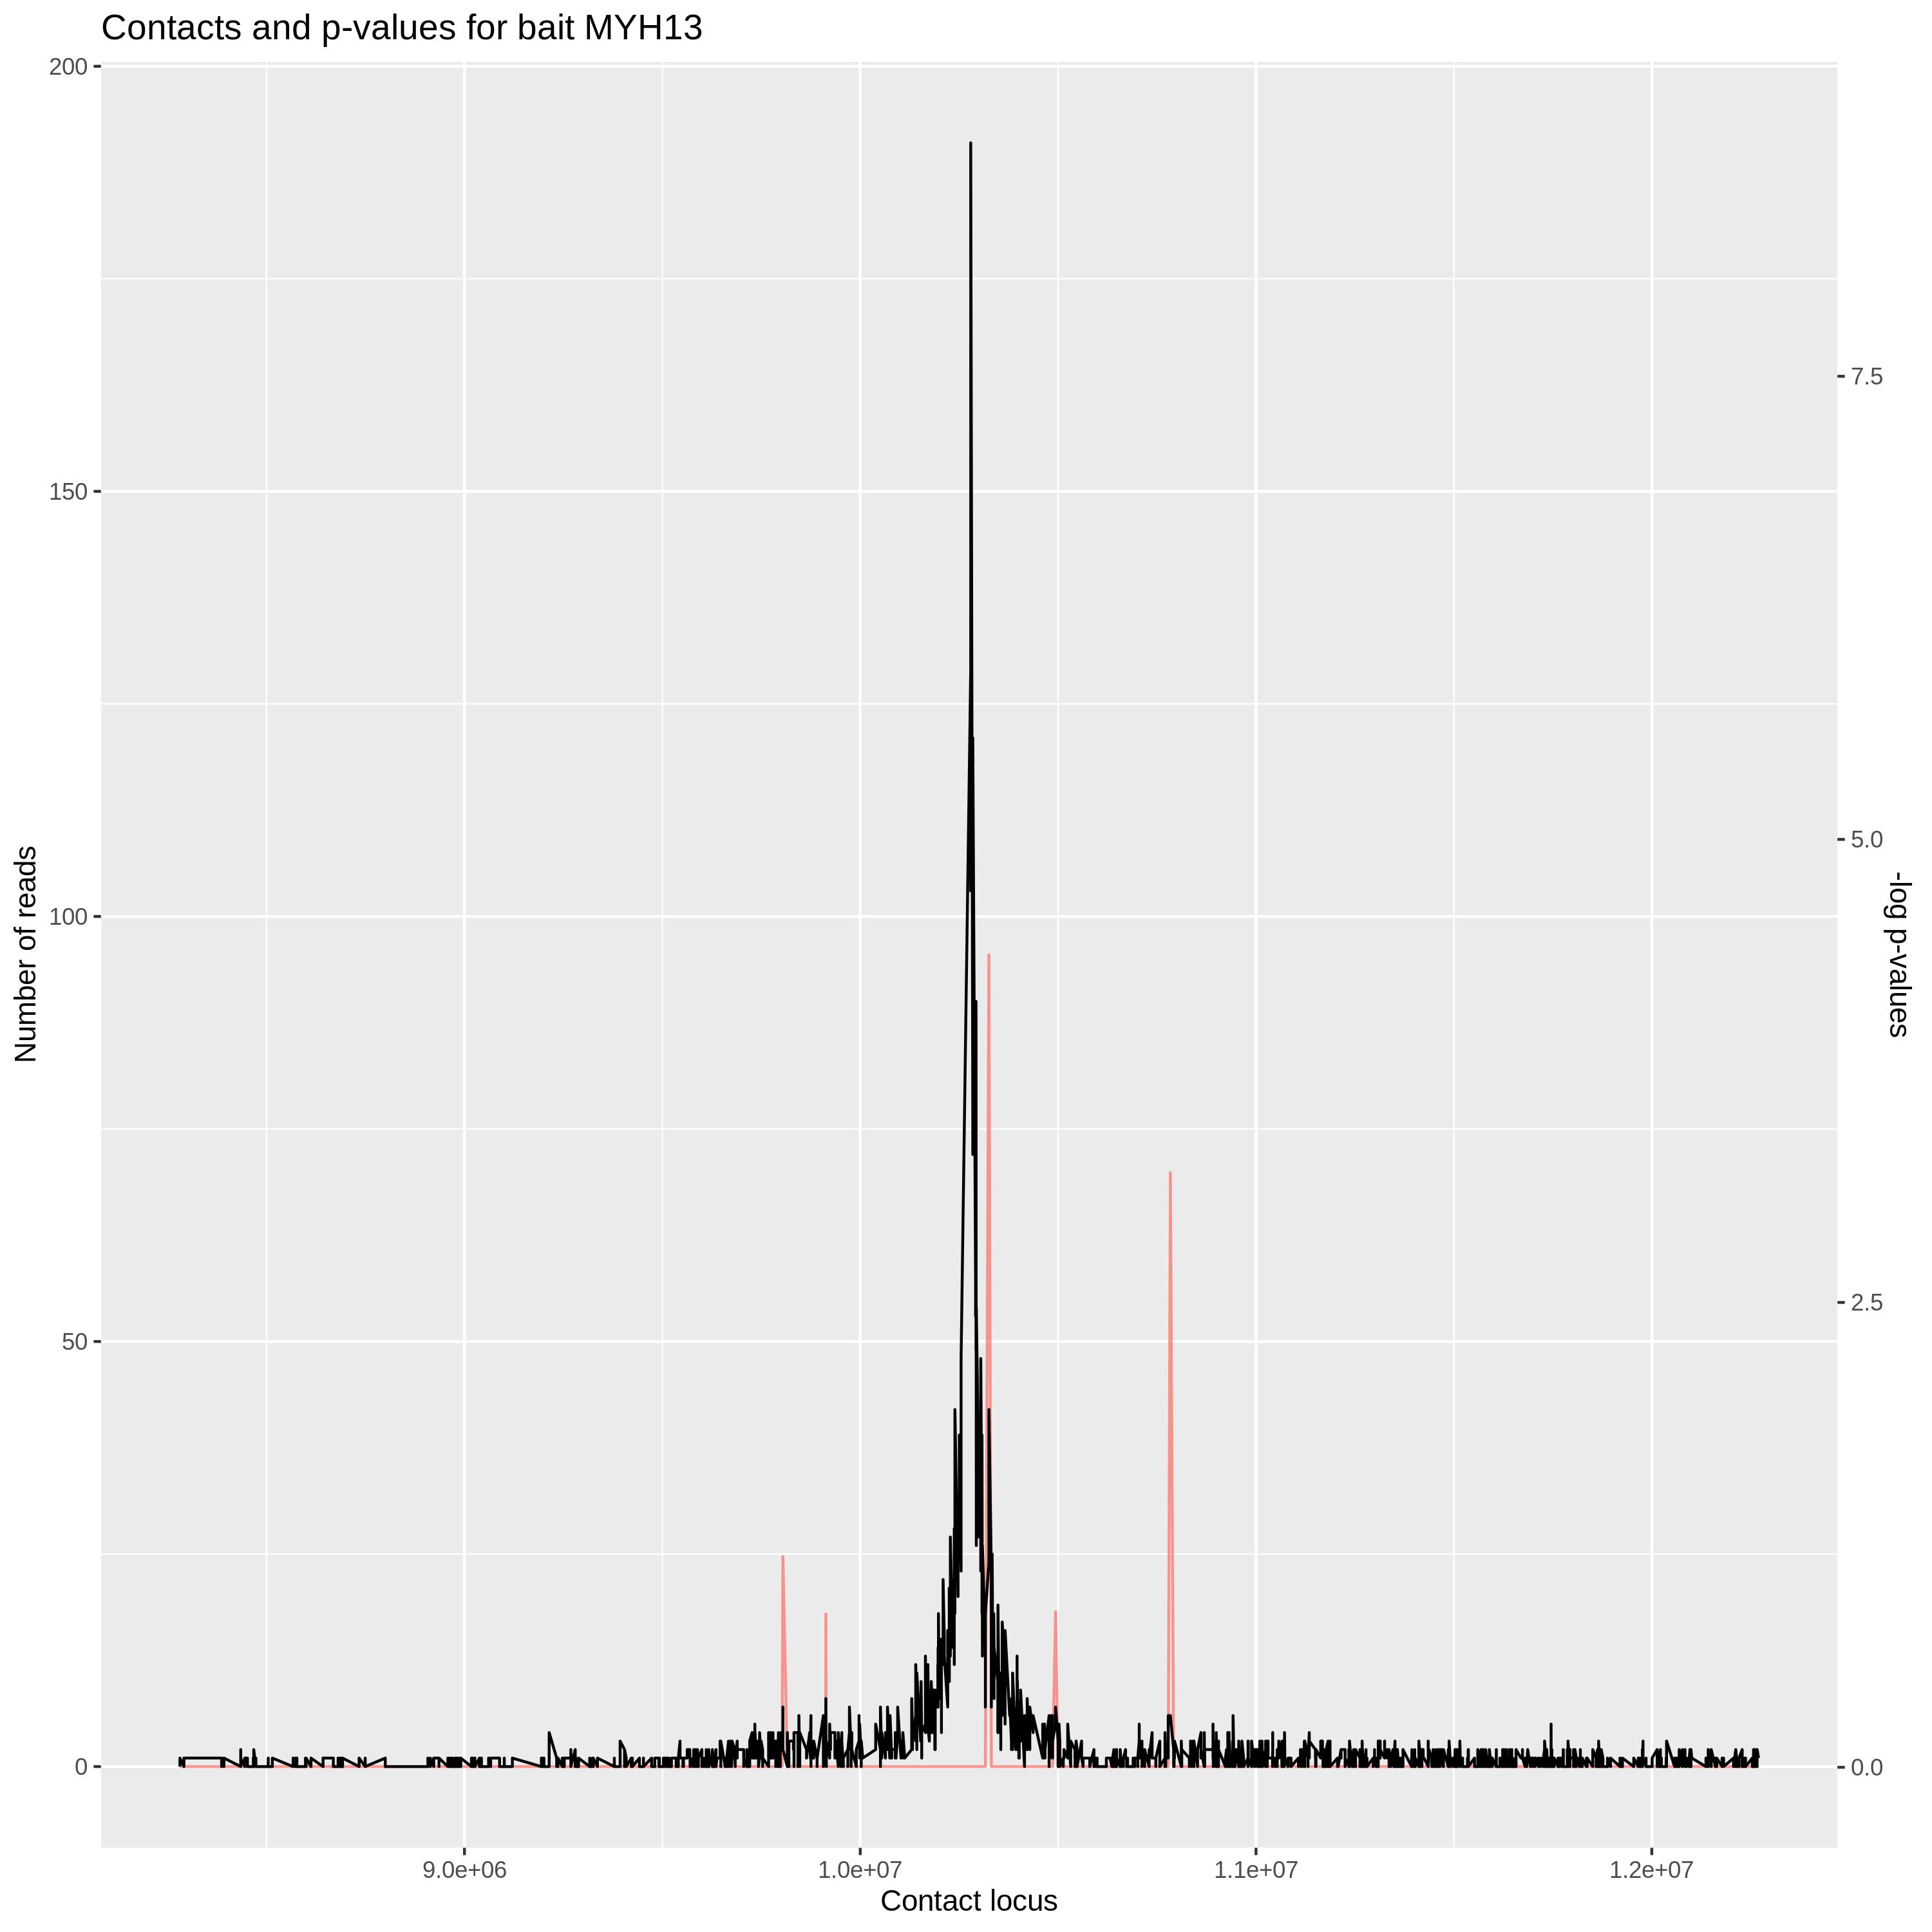 Contacts and p-values for bait MYH13
200
150
100
50
0
Number of reads
7.5
5.0
2.5
0.0
-log p-values
9.0e+06
1.0e+07
1.1e+07
1.2e+07
Contact locus